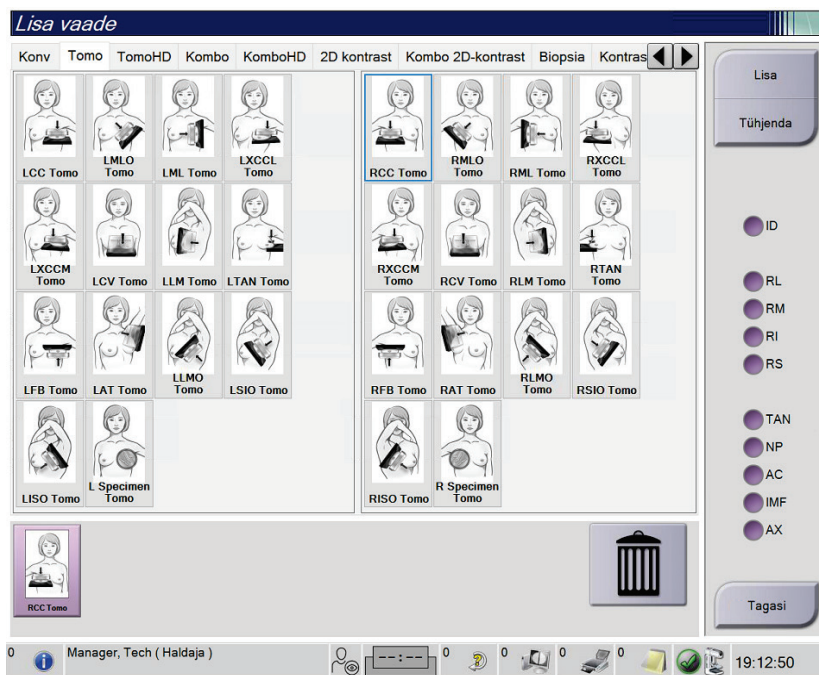 Lisa vaade
Konv Tomo TomoHD Kombo KomboHD 2D kontrast Kombo 2D-kontrast Biopsia Kontras
LCC Tomo
LMLO
Tomo
LML Tomo
LXCCL
Tomo
LXCCM
Tomo
LCV Tomo
LLM Tomo
LTAN Tomo
LFB Tomo
LAT Tomo
LLMO
Tomo
LSIO Tomo
LISO Tomo
L Specimen
Tomo
RCC Tomo
RMLO
Tomo
RML Tomo
RXCCL
Tomo
RXCCM
Tomo
RCV Tomo
RLM Tomo
RTAN
Tomo
RFB Tomo
RAT Tomo
RLMO
Tomo
RSIO Tomo
RISO Tomo
R Specimen
Tomo
RCC Tomo
Lisa
Tühjenda
ID
RL
RM
RI
RS
TAN
NP
AC
IMF
AX
Tagasi
0 Manager, Tech ( Haldaja ) --:-- 0 0 0 0 19:12:50